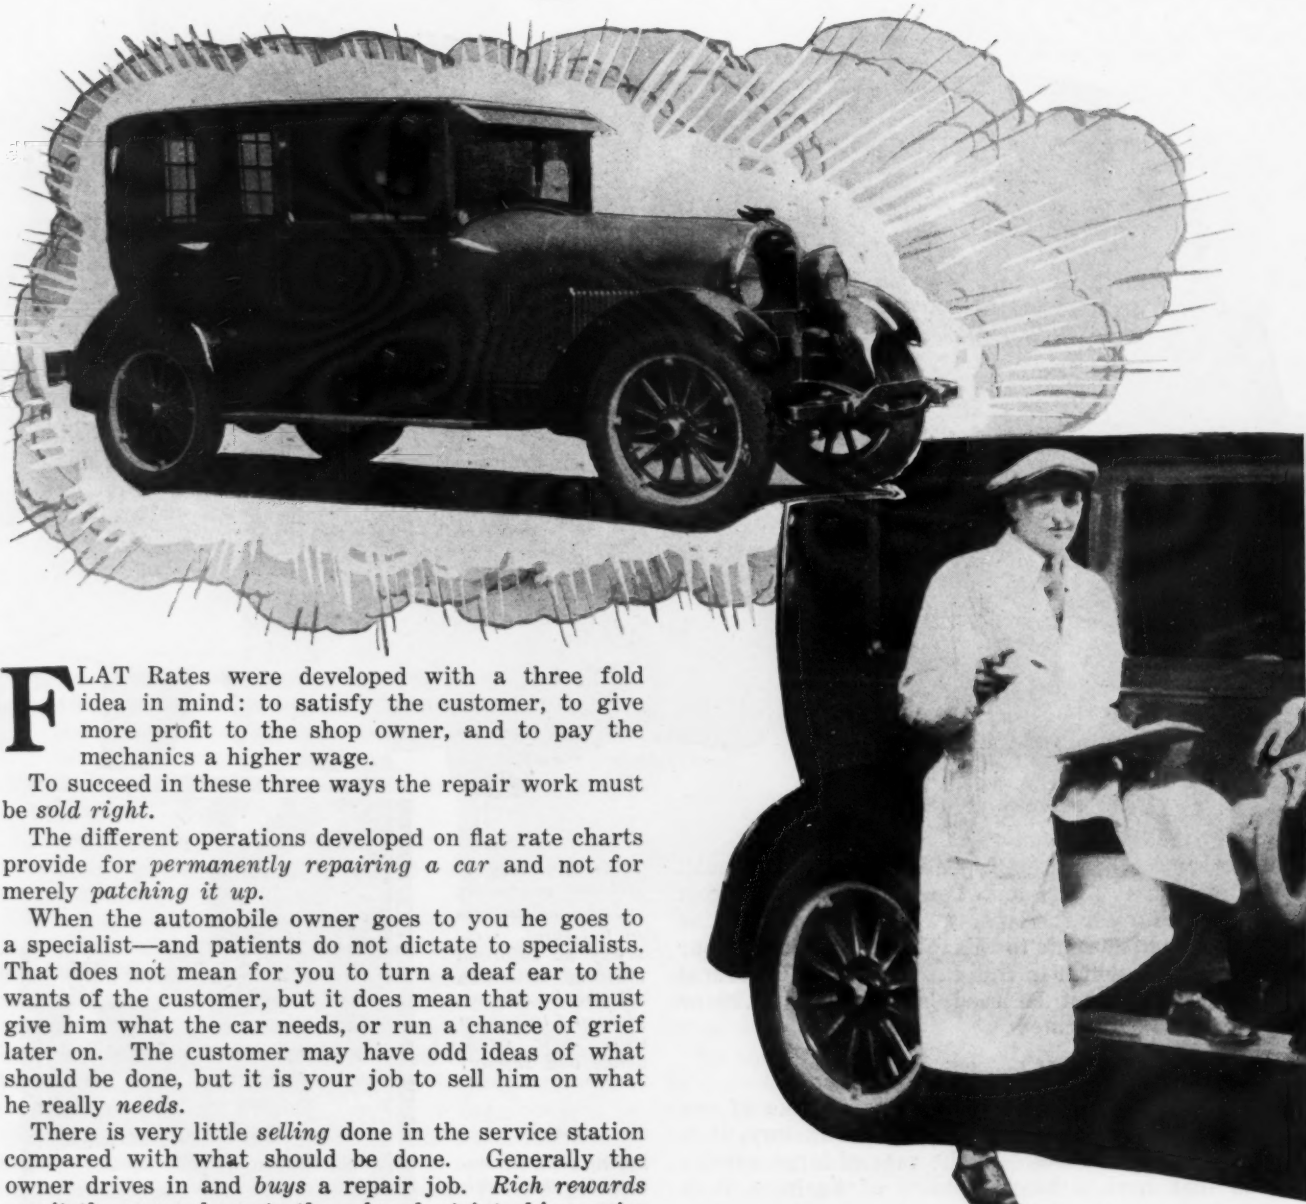 FLAT Rates were developed with a three fold
idea in mind: to satisfy the customer, to give
more profit to the shop owner, and to pay the
mechanics a higher wage.
To succeed in these three ways the repair work must
be sold right.
The different operations developed on flat rate charts
provide for permanently repairing a car and not for
merely patching it up.
When the automobile owner goes to you he goes to
a specialist—and patients do not dictate to specialists.
That does not mean for you to turn a deaf ear to the
wants of the customer, but it does mean that you must
give him what the car needs, or run a chance of grief
later on. The customer may have odd ideas of what
should be done, but it is your job to sell him on what
he really needs.
There is very little selling done in the service station
compared with what should be done. Generally the
owner drives in and buys a repair job. Rich rewards